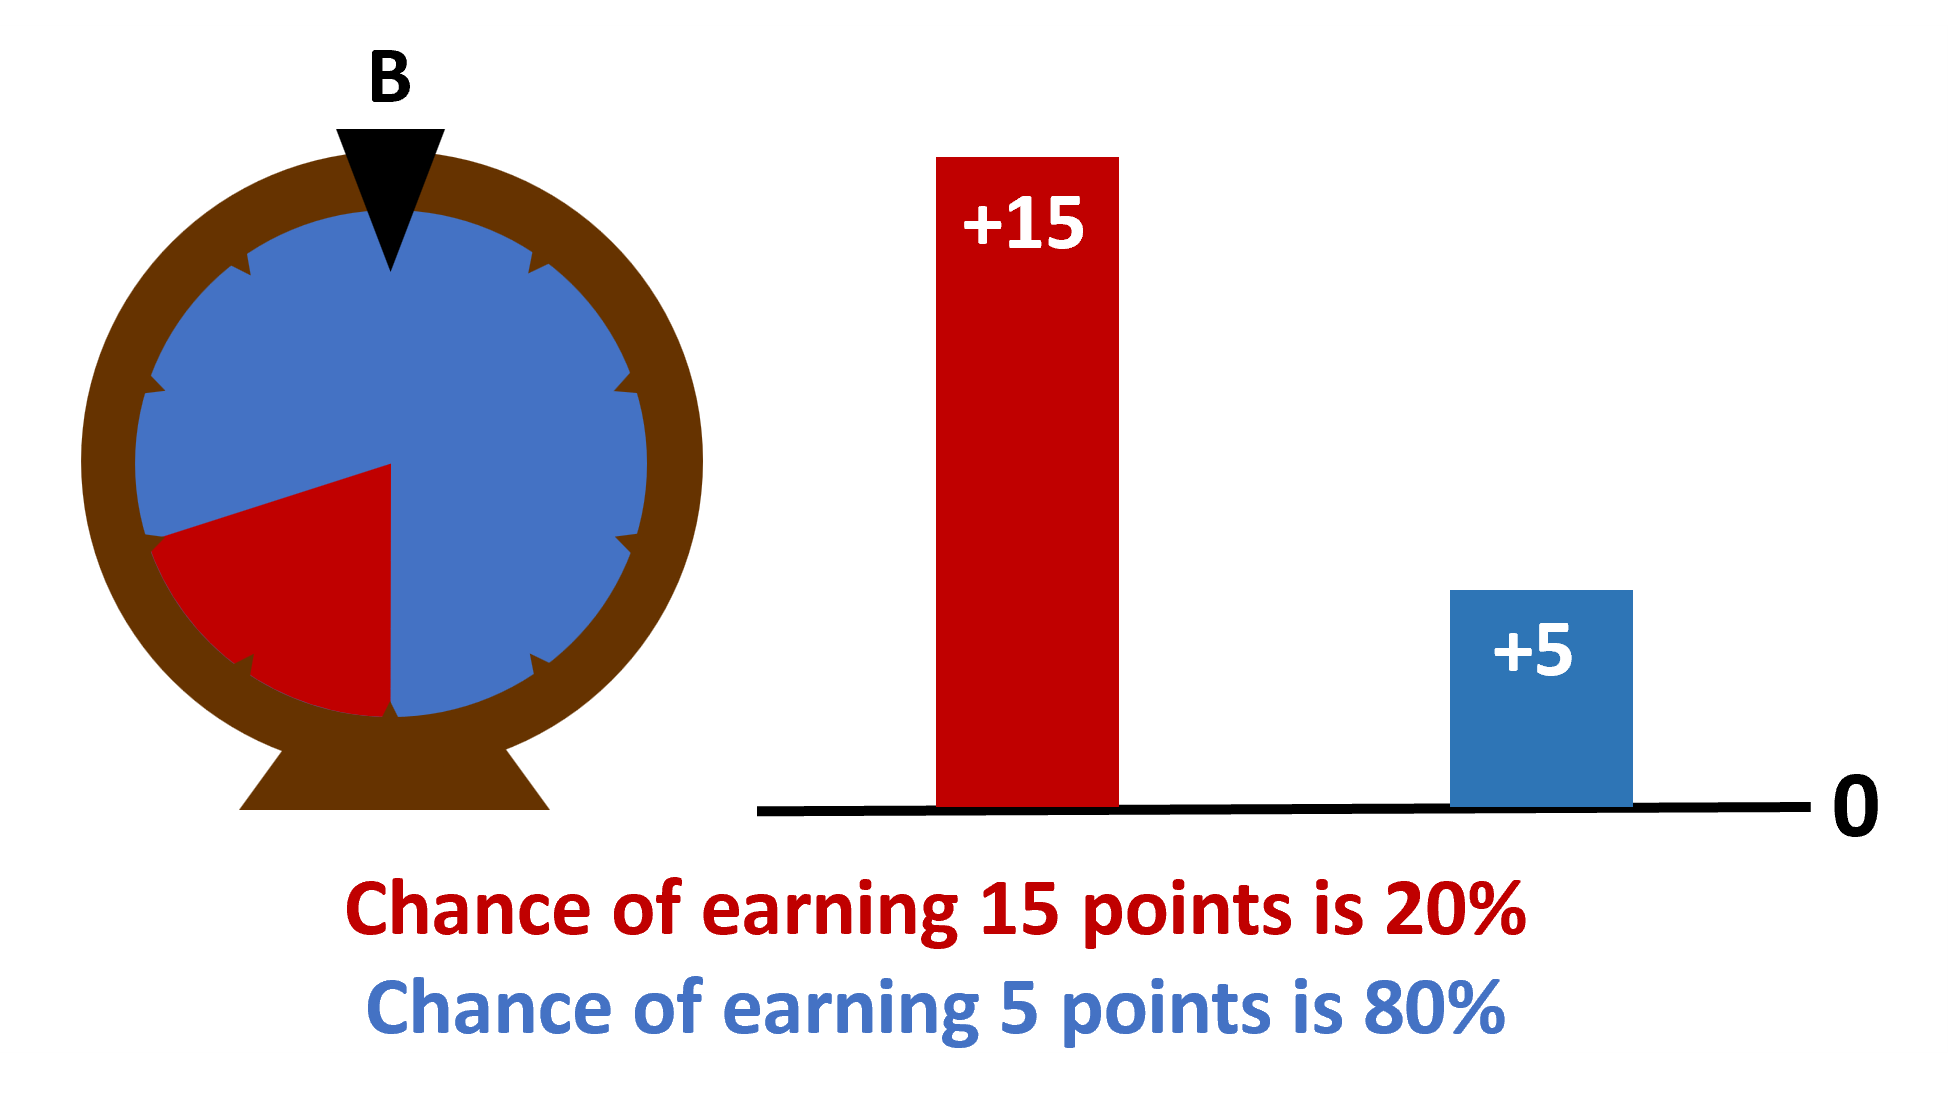 B
+15
+5
0
Chance of earning 15 points is 20%
Chance of earning 5 points is 80%